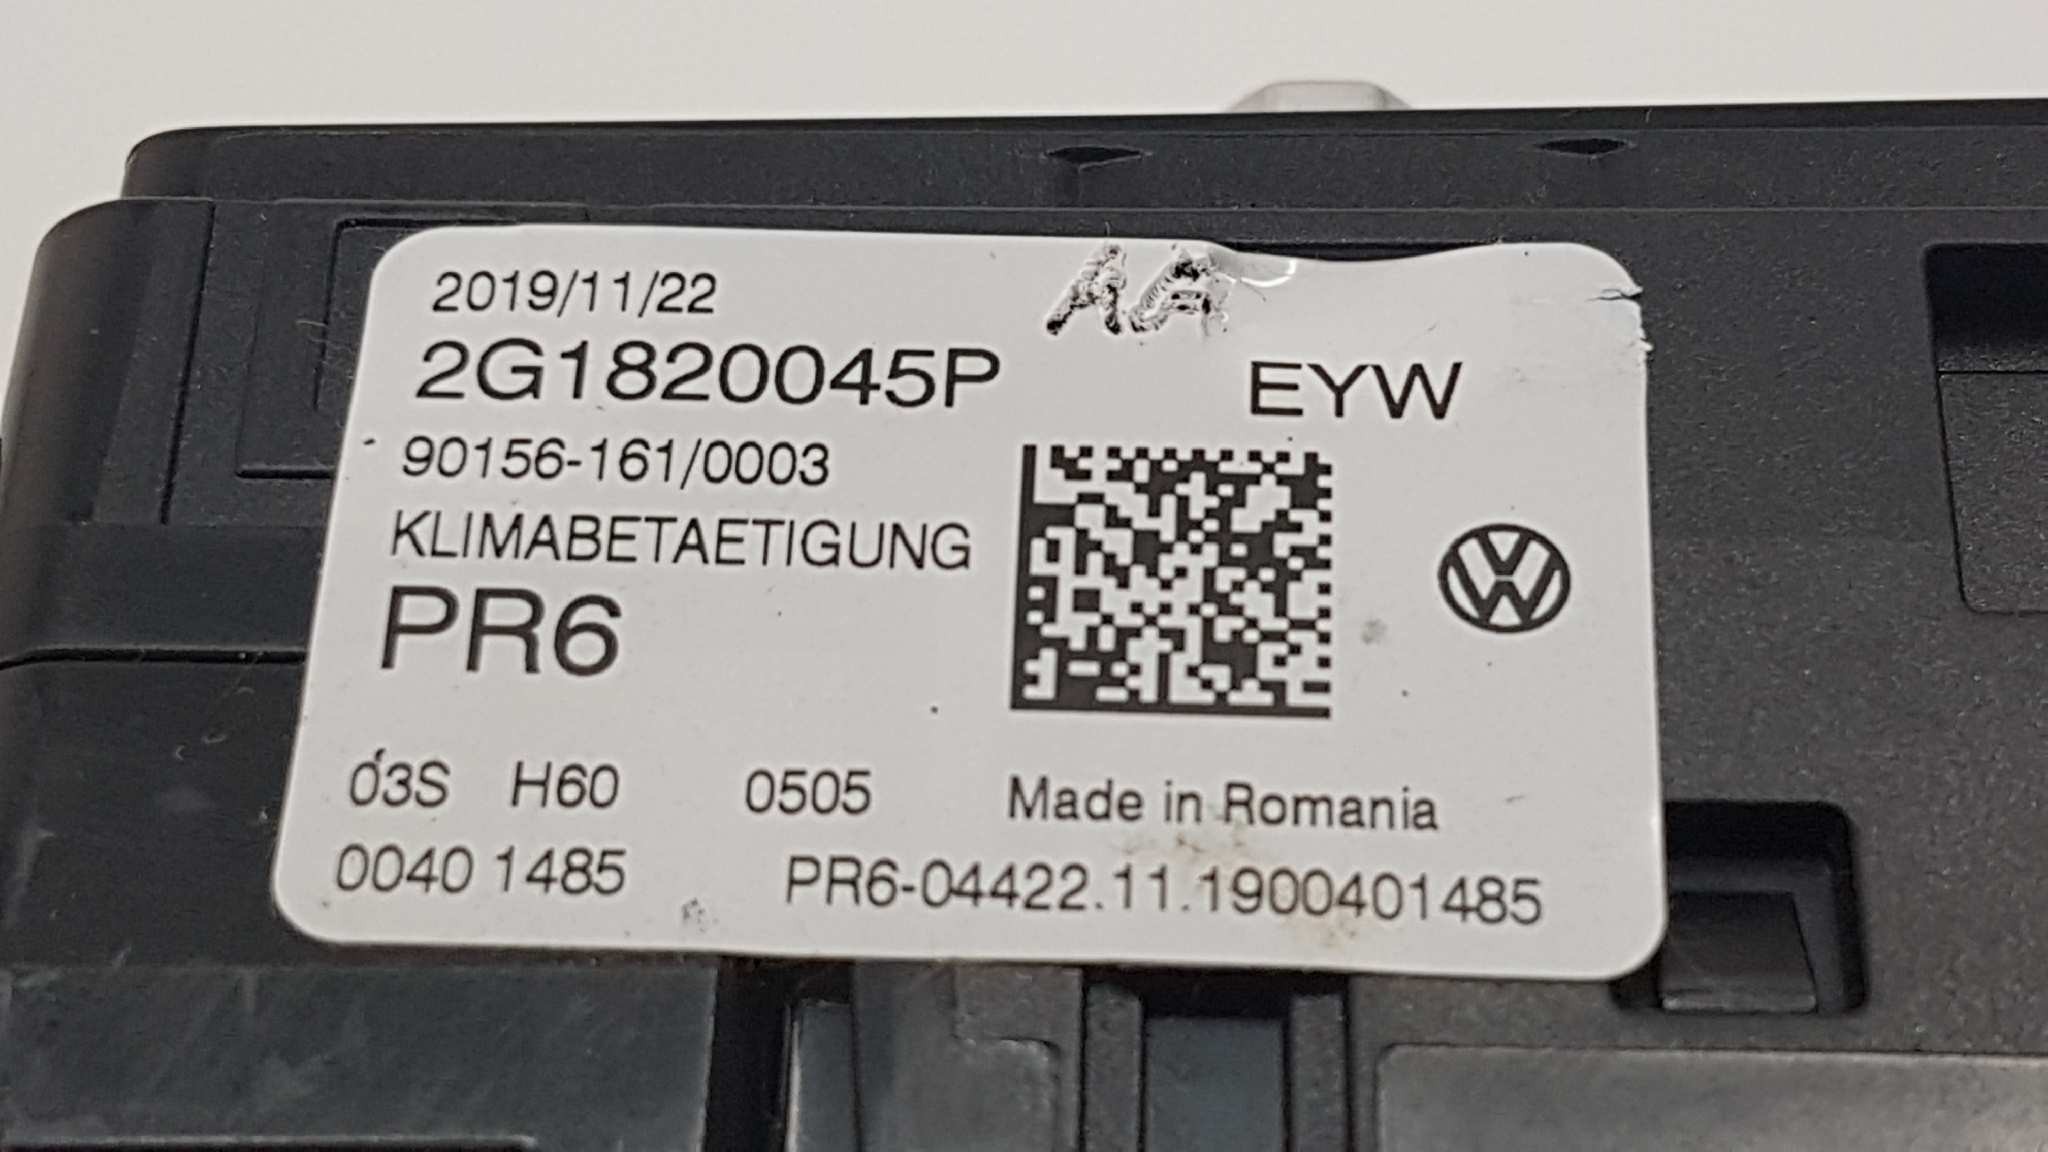 2019/11/22
AA
2G1820045P EYW
90156-161/0003
KLIMABETAETIGUNG
PR6
03S H60 0505 Made in Romania
0040 1485 PR6-04422.11.1900401485